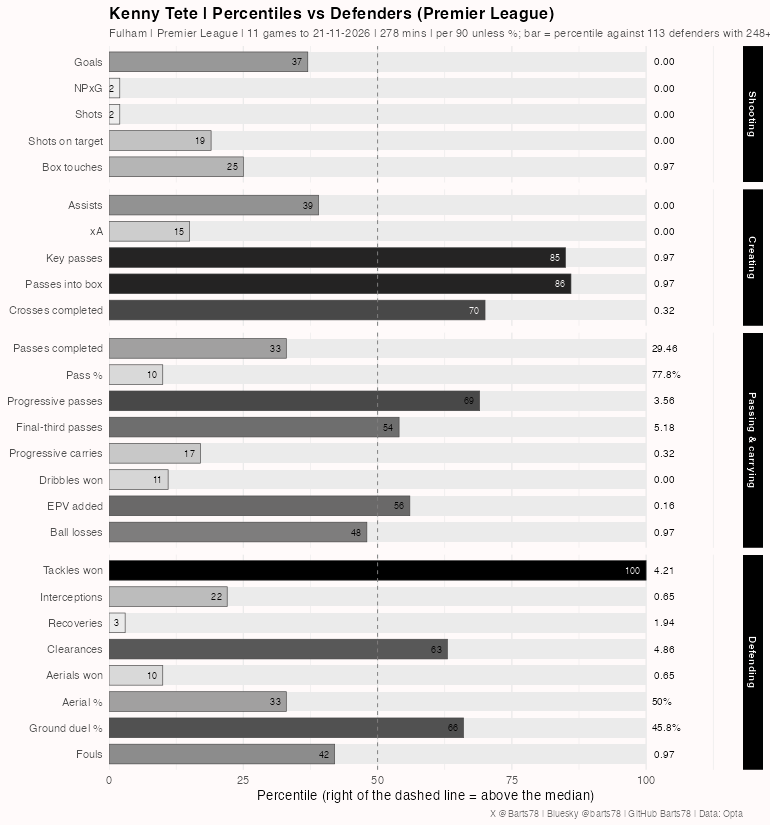 Kenny Tete | Percentiles vs Defenders (Premier League)
Fulham | Premier League | 11 games to 21-11-2026 | 278 mins | per 90 unless %; bar = percentile against 113 defenders with 248+
Goals 37 0.00
NPxG 2 0.00
Shots 2 0.00
Shots on target 19 0.00
Box touches 25 0.97
Shooting
Assists 39 0.00
xA 15 0.00
Key passes 85 0.97
Passes into box 86 0.97
Crosses completed 70 0.32
Creating
Passes completed 33 29.46
Pass % 10 77.8%
Progressive passes 69 3.56
Final-third passes 54 5.18
Progressive carries 17 0.32
Dribbles won 11 0.00
EPV added 56 0.16
Ball losses 48 0.97
Passing & carrying
Tackles won 100 4.21
Interceptions 22 0.65
Recoveries 3 1.94
Clearances 63 4.86
Aerials won 10 0.65
Aerial % 33 50%
Ground duel % 66 45.8%
Fouls 42 0.97
Defending
0 25 50 75 100
Percentile (right of the dashed line = above the median)
X @Barts78 | Bluesky @barts78 | GitHub Barts78 | Data: Opta